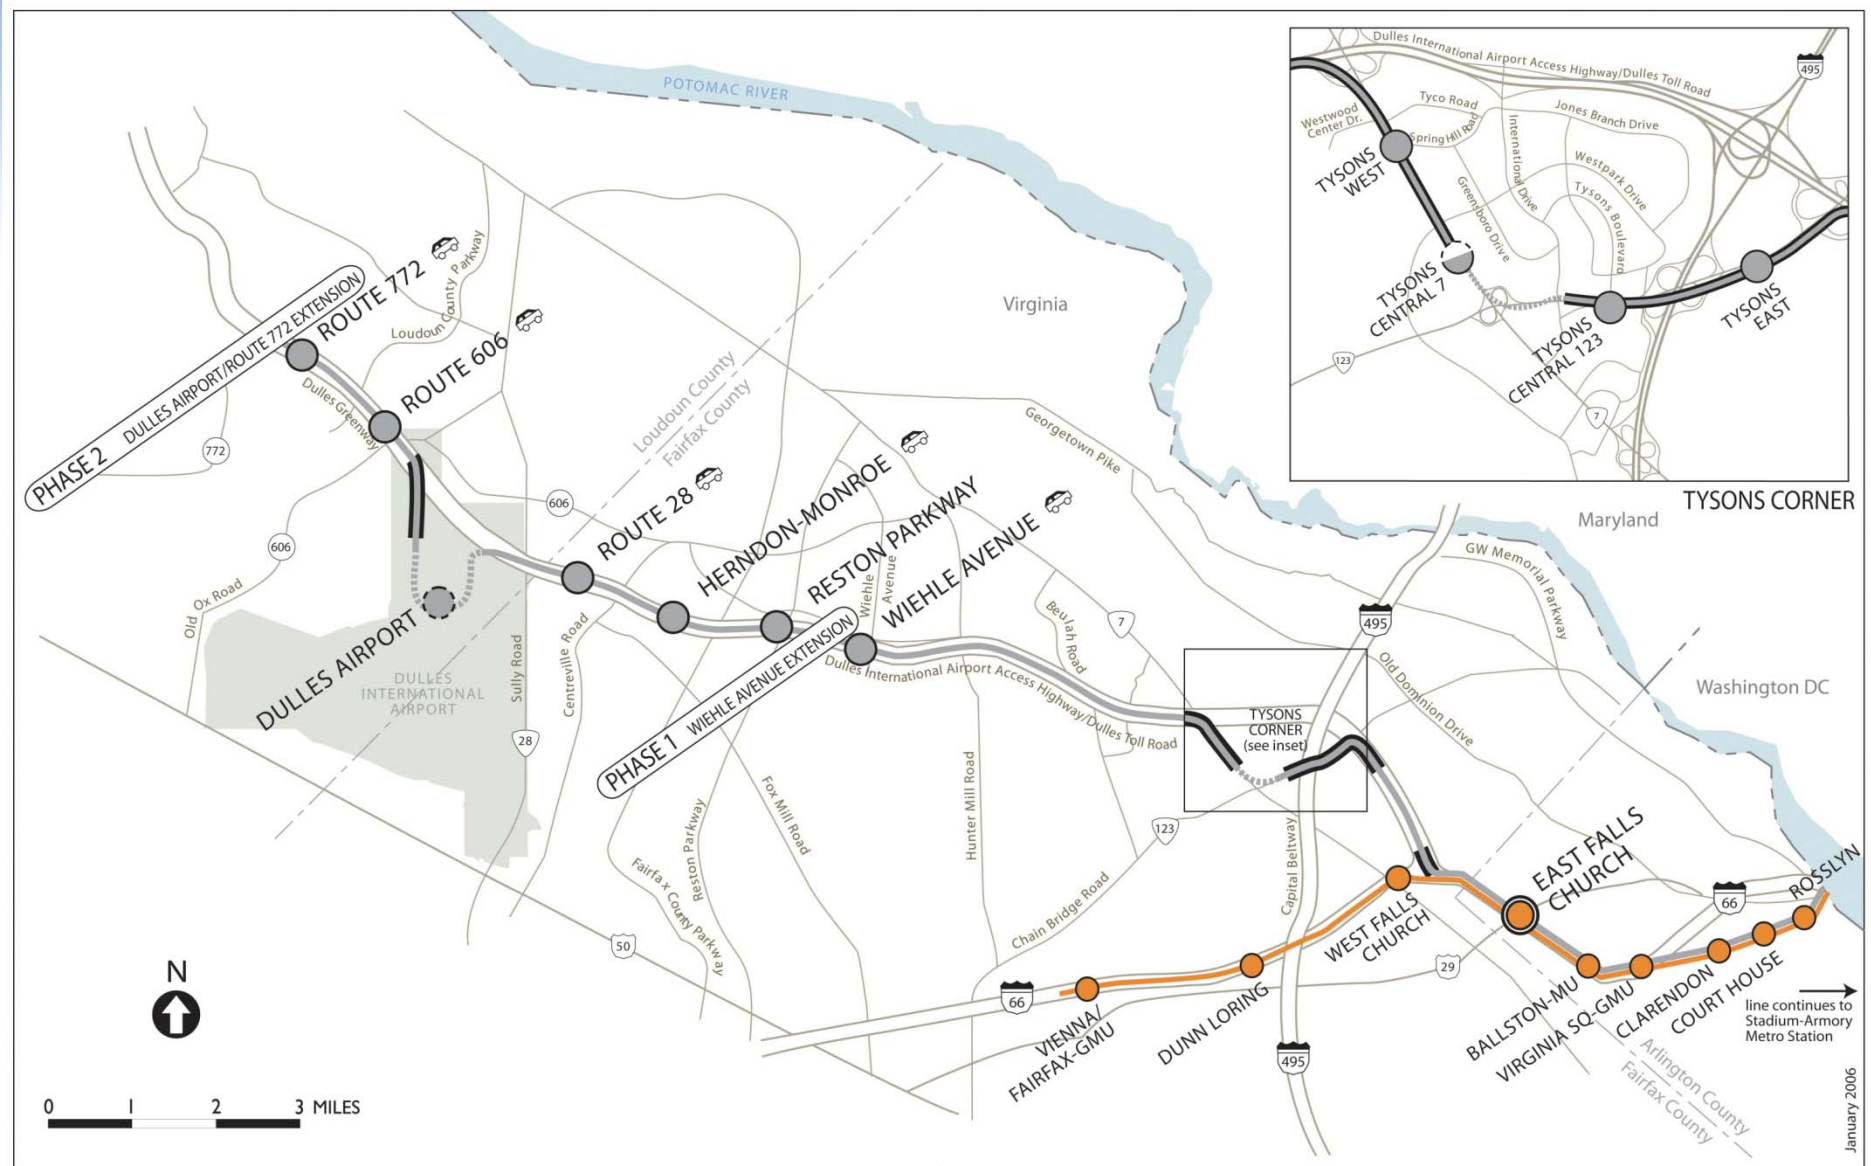 POTOMAC RIVER
Virginia
Maryland
Washington DC
Loudoun County
Fairfax County
PHASE 2 DULLES AIRPORT/ROUTE 772 EXTENSION
ROUTE 772
ROUTE 606
Loudoun County Parkway
Dulles Greenway
772
606
606
Old Ox Road
DULLES AIRPORT
DULLES
INTERNATIONAL
AIRPORT
Sully Road
28
Centreville Road
ROUTE 28
HERNDON-MONROE
RESTON PARKWAY
WIEHLE AVENUE
Wiehle
Avenue
PHASE 1 WIEHLE AVENUE EXTENSION
Dulles International Airport Access Highway/Dulles Toll Road
Georgetown Pike
Beulah Road
7
495
GW Memorial Parkway
Old Dominion Drive
TYSONS
CORNER
(see inset)
Fox Mill Road
Reston Parkway
Fairfax County Parkway
Hunter Mill Road
Chain Bridge Road
123
Capital Beltway
50
66
29
495
66
VIENNA/
FAIRFAX-GMU
DUNN LORING
WEST FALLS
CHURCH
EAST FALLS
CHURCH
BALLSTON-MU
VIRGINIA SQ-GMU
CLARENDON
COURT HOUSE
ROSSLYN
line continues to
Stadium-Armory
Metro Station
Arlington County
Fairfax County
January 2006
N
0 1 2 3 MILES
Dulles International Airport Access Highway/Dulles Toll Road
495
Westwood
Center Dr.
Tyco Road
Spring Hill Road
International Drive
Jones Branch Drive
Westpark Drive
Tysons Boulevard
Greensboro Drive
TYSONS
WEST
TYSONS
CENTRAL 7
TYSONS
CENTRAL 123
TYSONS
EAST
123
7
TYSONS CORNER